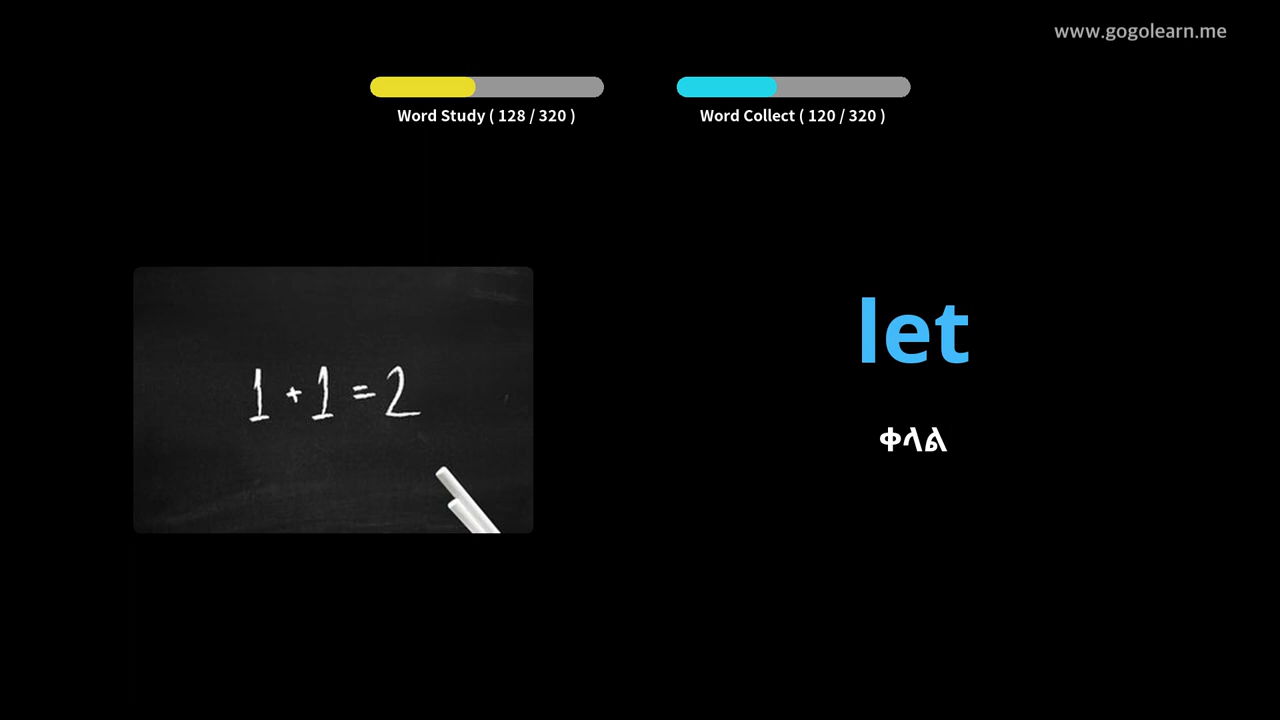 www.gogolearn.me
Word Study ( 128 / 320 )
Word Collect ( 120 / 320 )
1 + 1 = 2
let
ቀላል